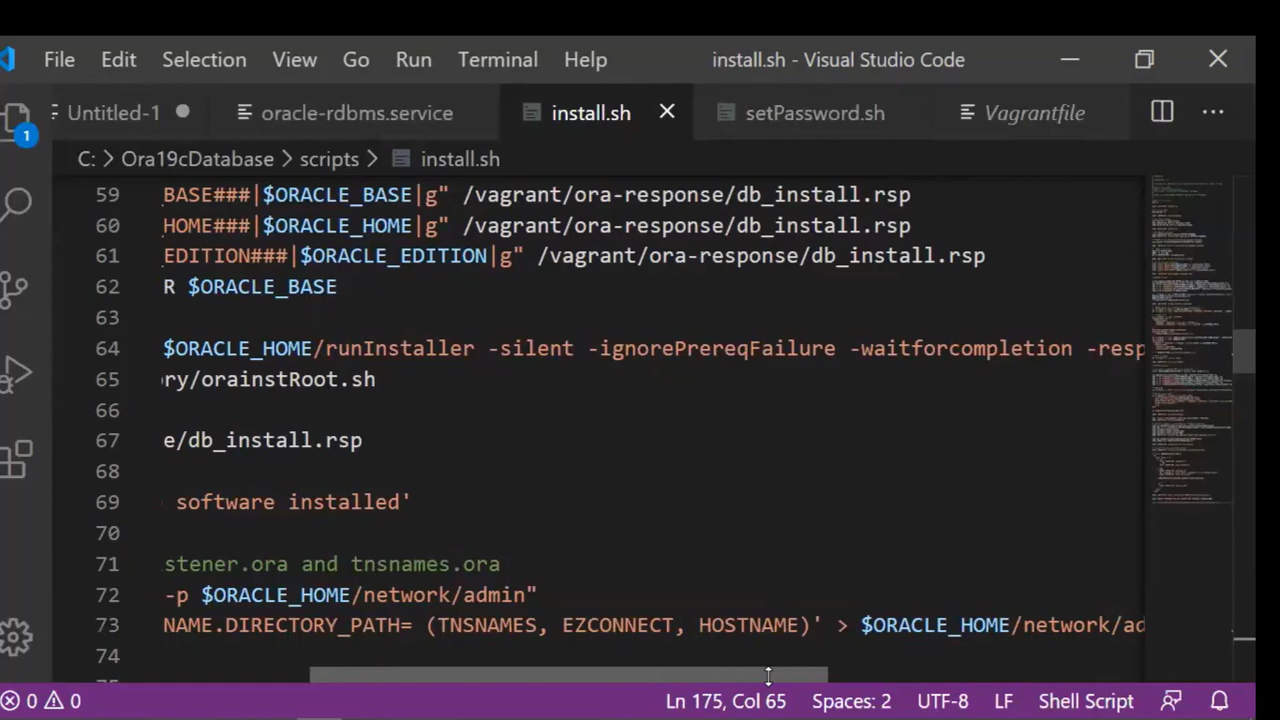 File Edit Selection View Go Run Terminal Help install.sh - Visual Studio Code
Untitled-1 oracle-rdbms.service install.sh setPassword.sh Vagrantfile
1
C: > Ora19cDatabase > scripts > install.sh
59 BASE###|$ORACLE_BASE|g" /vagrant/ora-response/db_install.rsp
60 HOME###|$ORACLE_HOME|g" /vagrant/ora-response/db_install.rsp
61 EDITION###|$ORACLE_EDITION|g" /vagrant/ora-response/db_install.rsp
62 R $ORACLE_BASE
63
64 $ORACLE_HOME/runInstaller -silent -ignorePrereqFailure -waitforcompletion -resp
65 ry/orainstRoot.sh
66
67 e/db_install.rsp
68
69 software installed'
70
71 stener.ora and tnsnames.ora
72 -p $ORACLE_HOME/network/admin"
73 NAME.DIRECTORY_PATH= (TNSNAMES, EZCONNECT, HOSTNAME)' > $ORACLE_HOME/network/ad
74
0 0 Ln 175, Col 65 Spaces: 2 UTF-8 LF Shell Script